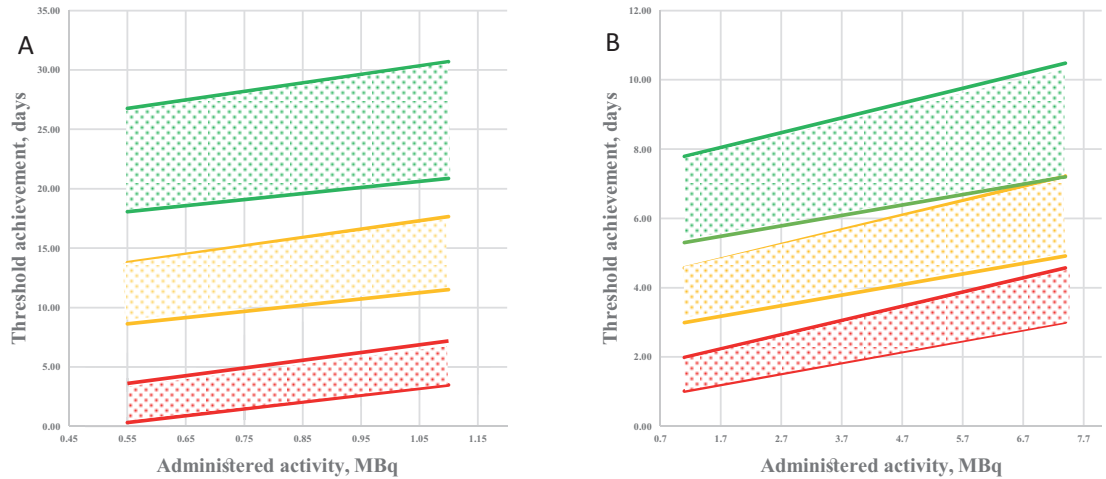 A
Threshold achievement, days
35.00
30.00
25.00
20.00
15.00
10.00
5.00
0.00
0.45 0.55 0.65 0.75 0.85 0.95 1.05 1.15
Administered activity, MBq
B
Threshold achievement, days
12.00
10.00
8.00
6.00
4.00
2.00
0.00
0.7 1.7 2.7 3.7 4.7 5.7 6.7 7.7
Administered activity, MBq